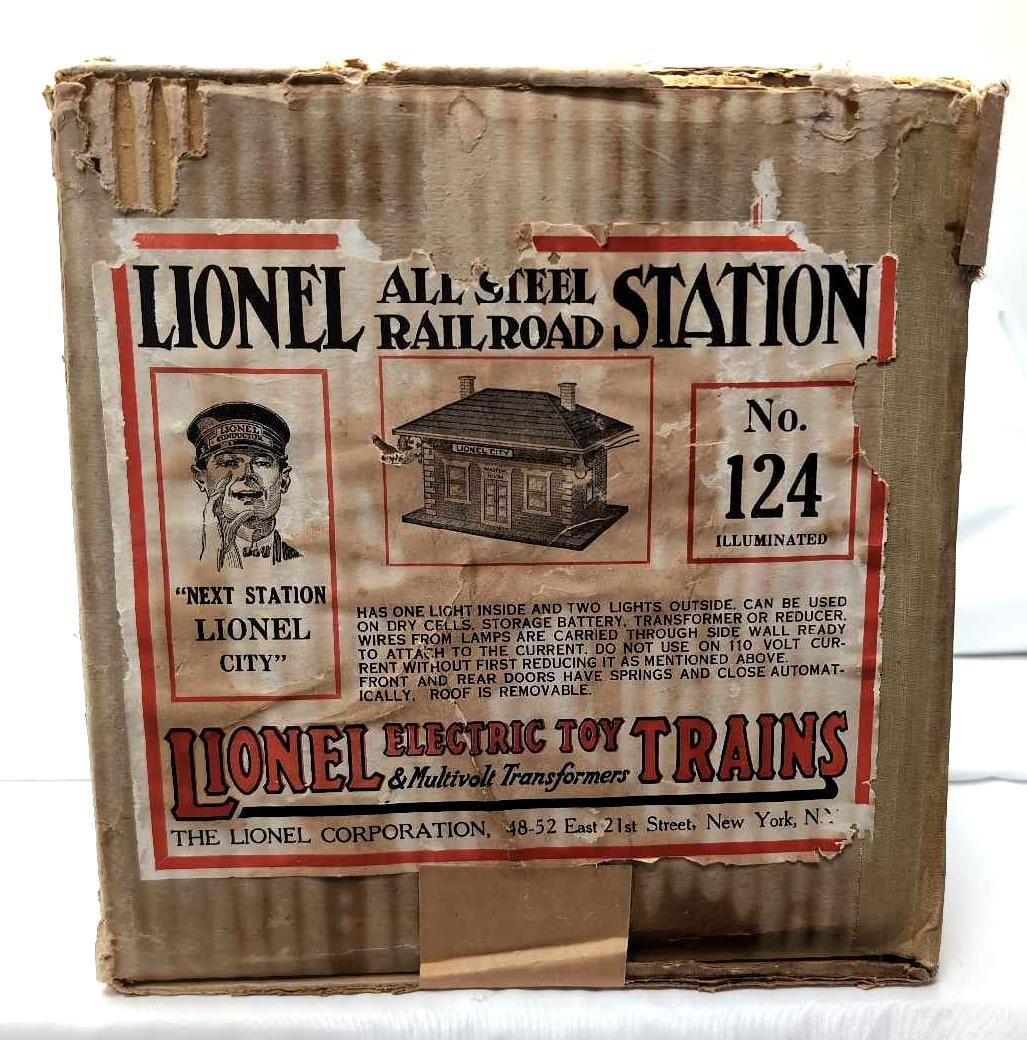 LIONEL ALL STEEL RAILROAD STATION
LIONEL
CONDUCTOR
LIONEL CITY
No.
124
ILLUMINATED
"NEXT STATION
LIONEL
CITY"
HAS ONE LIGHT INSIDE AND TWO LIGHTS OUTSIDE. CAN BE USED
ON DRY CELLS, STORAGE BATTERY, TRANSFORMER OR REDUCER.
WIRES FROM LAMPS ARE CARRIED THROUGH SIDE WALL READY
TO ATTACH TO THE CURRENT. DO NOT USE ON 110 VOLT CUR-
RENT WITHOUT FIRST REDUCING IT AS MENTIONED ABOVE.
FRONT AND REAR DOORS HAVE SPRINGS AND CLOSE AUTOMAT-
ICALLY. ROOF IS REMOVABLE.
LIONEL ELECTRIC TOY TRAINS
& Multivolt Transformers
THE LIONEL CORPORATION, 48-52 East 21st Street, New York, N.Y.